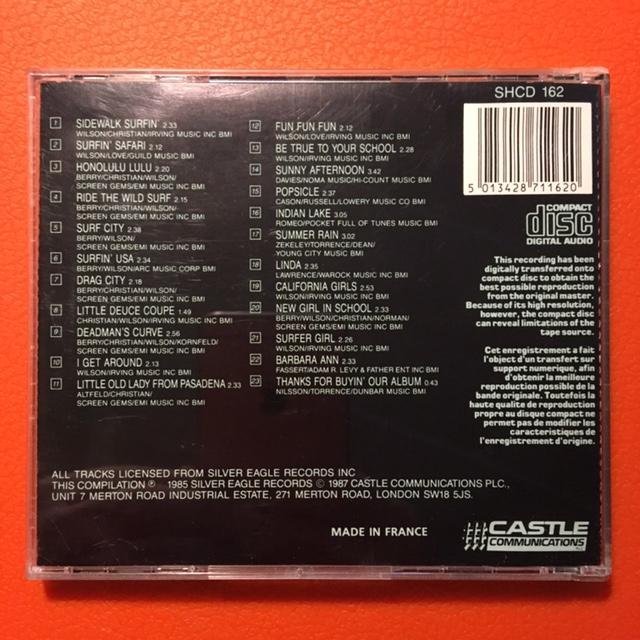 SHCD 162
1 SIDEWALK SURFIN' 2.33
WILSON/CHRISTIAN/IRVING MUSIC INC BMI
2 SURFIN' SAFARI 2.12
WILSON/LOVE/GUILD MUSIC BMI
3 HONOLULU LULU 2.20
BERRY/CHRISTIAN/WILSON/
SCREEN GEMS/EMI MUSIC INC BMI
4 RIDE THE WILD SURF 2.15
BERRY/CHRISTIAN/WILSON/
SCREEN GEMS/EMI MUSIC INC BMI
5 SURF CITY 2.38
BERRY/WILSON/
SCREEN GEMS/EMI MUSIC INC BMI
6 SURFIN' USA 2.34
BERRY/WILSON/ARC MUSIC CORP BMI
7 DRAG CITY 2.18
BERRY/CHRISTIAN/WILSON/
SCREEN GEMS/EMI MUSIC INC BMI
8 LITTLE DEUCE COUPE 1.49
CHRISTIAN/WILSON/IRVING MUSIC INC BMI
9 DEADMAN'S CURVE 2.56
BERRY/CHRISTIAN/WILSON/KORNFELD/
SCREEN GEMS/EMI MUSIC INC BMI
10 I GET AROUND 2.13
WILSON/IRVING MUSIC INC BMI
11 LITTLE OLD LADY FROM PASADENA 2.33
ALTFELD/CHRISTIAN/
SCREEN GEMS/EMI MUSIC INC BMI
12 FUN FUN FUN 2.12
WILSON/LOVE/IRVING MUSIC INC BMI
13 BE TRUE TO YOUR SCHOOL 2.28
WILSON/IRVING MUSIC INC BMI
14 SUNNY AFTERNOON 3.42
DAVIES/NOMA MUSIC/HI-COUNT MUSIC BMI
15 POPSICLE 2.37
CASON/RUSSELL/LOWERY MUSIC CO BMI
16 INDIAN LAKE 3.05
ROMEO/POCKET FULL OF TUNES MUSIC BMI
17 SUMMER RAIN 3.02
ZEKELEY/TORRENCE/DEAN/
YOUNG CITY MUSIC BMI
18 LINDA 2.35
LAWRENCE/WAROCK MUSIC INC BMI
19 CALIFORNIA GIRLS 2.53
WILSON/IRVING MUSIC INC BMI
20 NEW GIRL IN SCHOOL 2.33
BERRY/WILSON/CHRISTIAN/NORMAN/
SCREEN GEMS/EMI MUSIC INC BMI
21 SURFER GIRL 2.26
WILSON/IRVING MUSIC INC BMI
22 BARBARA ANN 2.33
FASSERT/ADAM R. LEVY & FATHER ENT INC BMI
23 THANKS FOR BUYIN' OUR ALBUM 0.43
NILSSON/TORRENCE/DUNBAR MUSIC BMI
5 013428 711620
COMPACT
disc
DIGITAL AUDIO
This recording has been
digitally transferred onto
compact disc to obtain the
best possible reproduction
from the original master.
Because of its high resolution,
however, the compact disc
can reveal limitations of the
tape source.
Cet enregistrement a fait
l'object d'un transfert sur
support numerique, afin
d'obtenir la meilleure
reproduction possible de la
bande originale. Toutefois la
haute qualite de reproduction
propre au disque compact ne
permet pas de modifier les
caracteristiques de
l'enregistrement d'origine.
ALL TRACKS LICENSED FROM SILVER EAGLE RECORDS INC
THIS COMPILATION ℗ 1985 SILVER EAGLE RECORDS © 1987 CASTLE COMMUNICATIONS PLC.,
UNIT 7 MERTON ROAD INDUSTRIAL ESTATE, 271 MERTON ROAD, LONDON SW18 5JS.
MADE IN FRANCE
CASTLE
COMMUNICATIONS